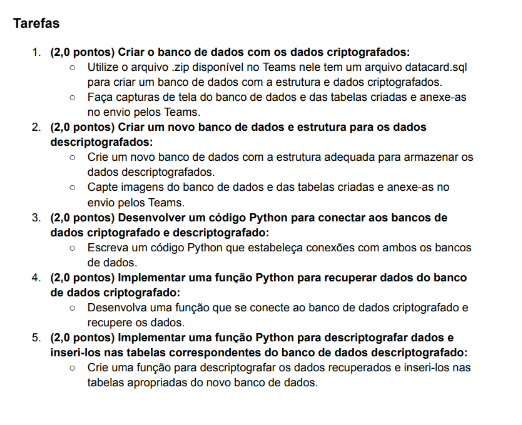 Tarefas
1. (2,0 pontos) Criar o banco de dados com os dados criptografados:
○ Utilize o arquivo .zip disponível no Teams nele tem um arquivo datacard.sql
para criar um banco de dados com a estrutura e dados criptografados.
○ Faça capturas de tela do banco de dados e das tabelas criadas e anexe-as
no envio pelos Teams.
2. (2,0 pontos) Criar um novo banco de dados e estrutura para os dados
descriptografados:
○ Crie um novo banco de dados com a estrutura adequada para armazenar os
dados descriptografados.
○ Capte imagens do banco de dados e das tabelas criadas e anexe-as no
envio pelos Teams.
3. (2,0 pontos) Desenvolver um código Python para conectar aos bancos de
dados criptografado e descriptografado:
○ Escreva um código Python que estabeleça conexões com ambos os bancos
de dados.
4. (2,0 pontos) Implementar uma função Python para recuperar dados do banco
de dados criptografado:
○ Desenvolva uma função que se conecte ao banco de dados criptografado e
recupere os dados.
5. (2,0 pontos) Implementar uma função Python para descriptografar dados e
inseri-los nas tabelas correspondentes do banco de dados descriptografado:
○ Crie uma função para descriptografar os dados recuperados e inseri-los nas
tabelas apropriadas do novo banco de dados.